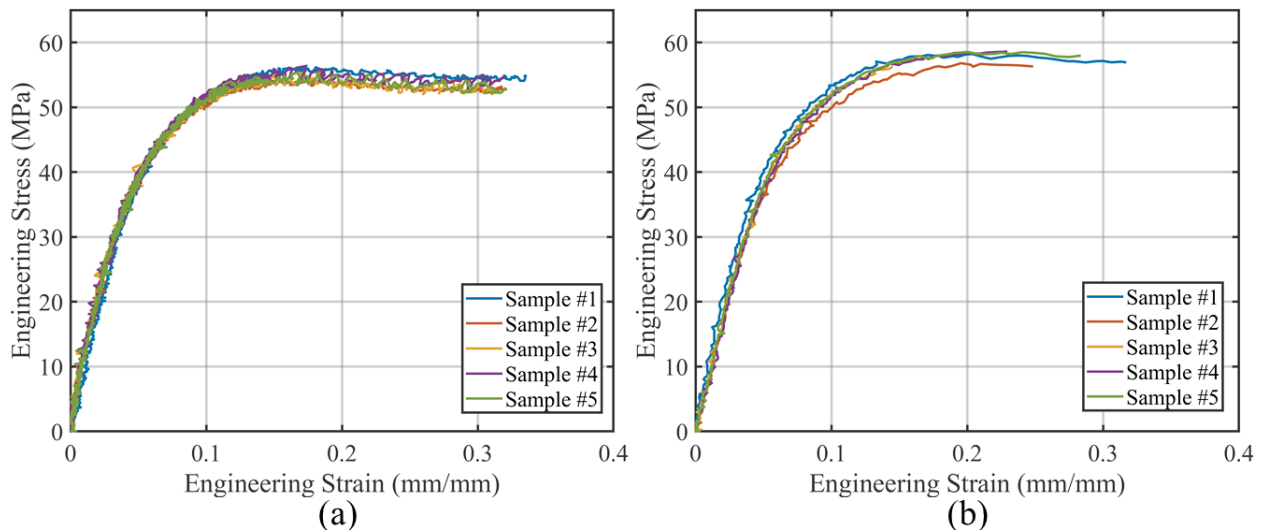 60
50
40
30
20
10
0
Engineering Stress (MPa)
Sample #1
Sample #2
Sample #3
Sample #4
Sample #5
0 0.1 0.2 0.3 0.4
Engineering Strain (mm/mm)
(a)
60
50
40
30
20
10
0
Engineering Stress (MPa)
Sample #1
Sample #2
Sample #3
Sample #4
Sample #5
0 0.1 0.2 0.3 0.4
Engineering Strain (mm/mm)
(b)